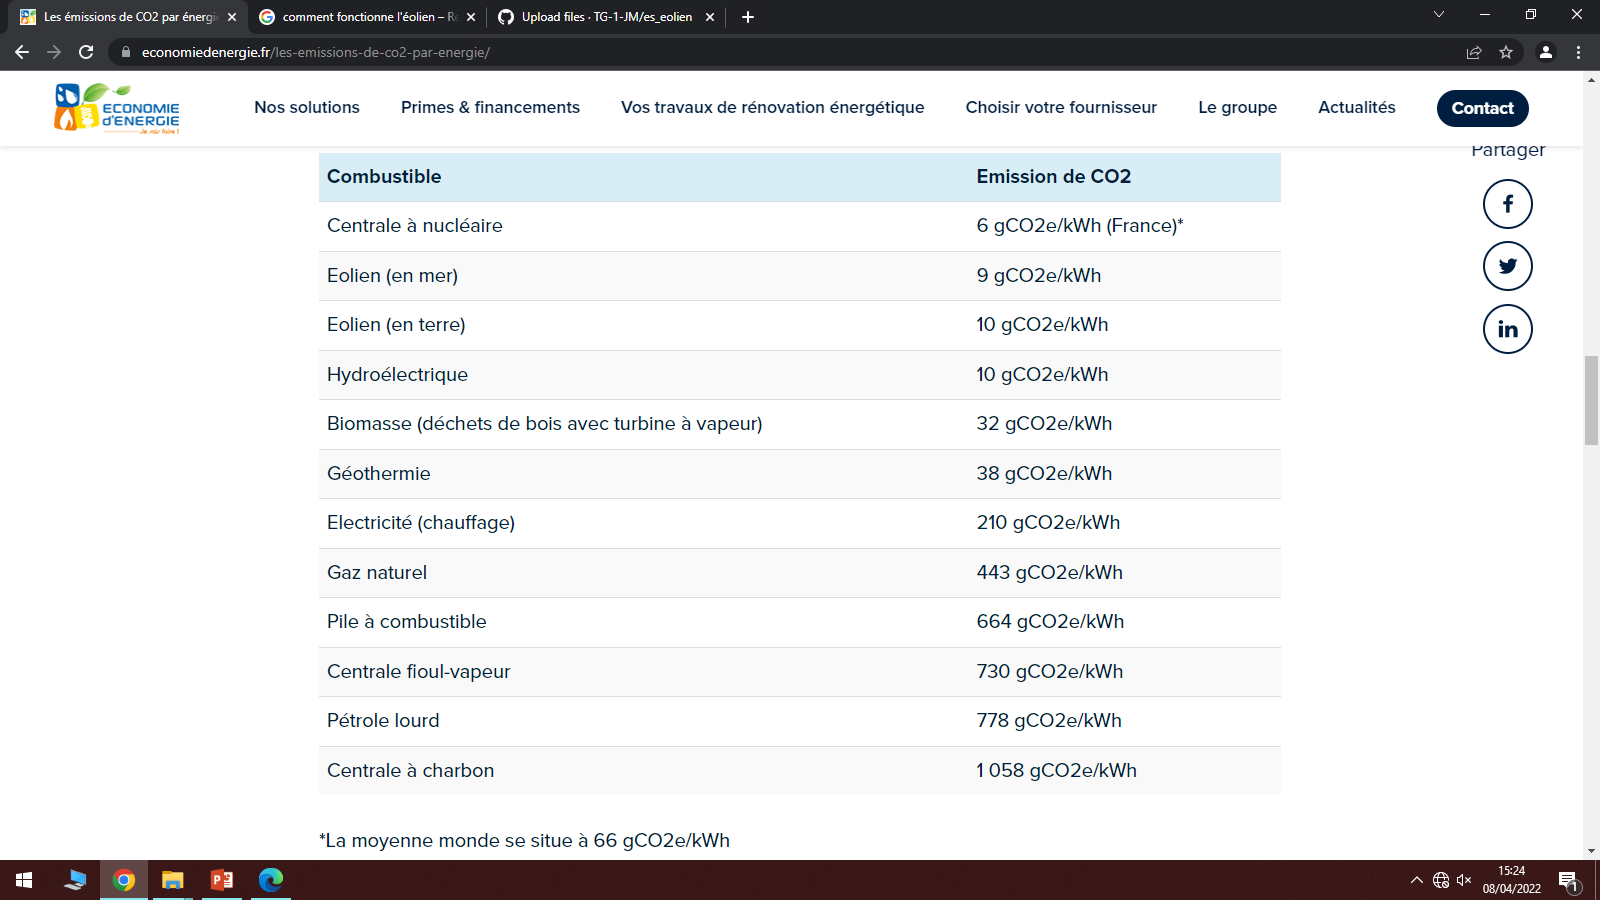 Les émissions de CO2 par énergi
comment fonctionne l'éolien – R
Upload files · TG-1-JM/es_eolien
economiedenergie.fr/les-emissions-de-co2-par-energie/
ECONOMIE
d'ENERGIE
Je sais faire !
Nos solutions
Primes & financements
Vos travaux de rénovation énergétique
Choisir votre fournisseur
Le groupe
Actualités
Contact
Partager
Combustible Emission de CO2
Centrale à nucléaire 6 gCO2e/kWh (France)*
Eolien (en mer) 9 gCO2e/kWh
Eolien (en terre) 10 gCO2e/kWh
Hydroélectrique 10 gCO2e/kWh
Biomasse (déchets de bois avec turbine à vapeur) 32 gCO2e/kWh
Géothermie 38 gCO2e/kWh
Electricité (chauffage) 210 gCO2e/kWh
Gaz naturel 443 gCO2e/kWh
Pile à combustible 664 gCO2e/kWh
Centrale fioul-vapeur 730 gCO2e/kWh
Pétrole lourd 778 gCO2e/kWh
Centrale à charbon 1 058 gCO2e/kWh
*La moyenne monde se situe à 66 gCO2e/kWh
15:24
08/04/2022
1